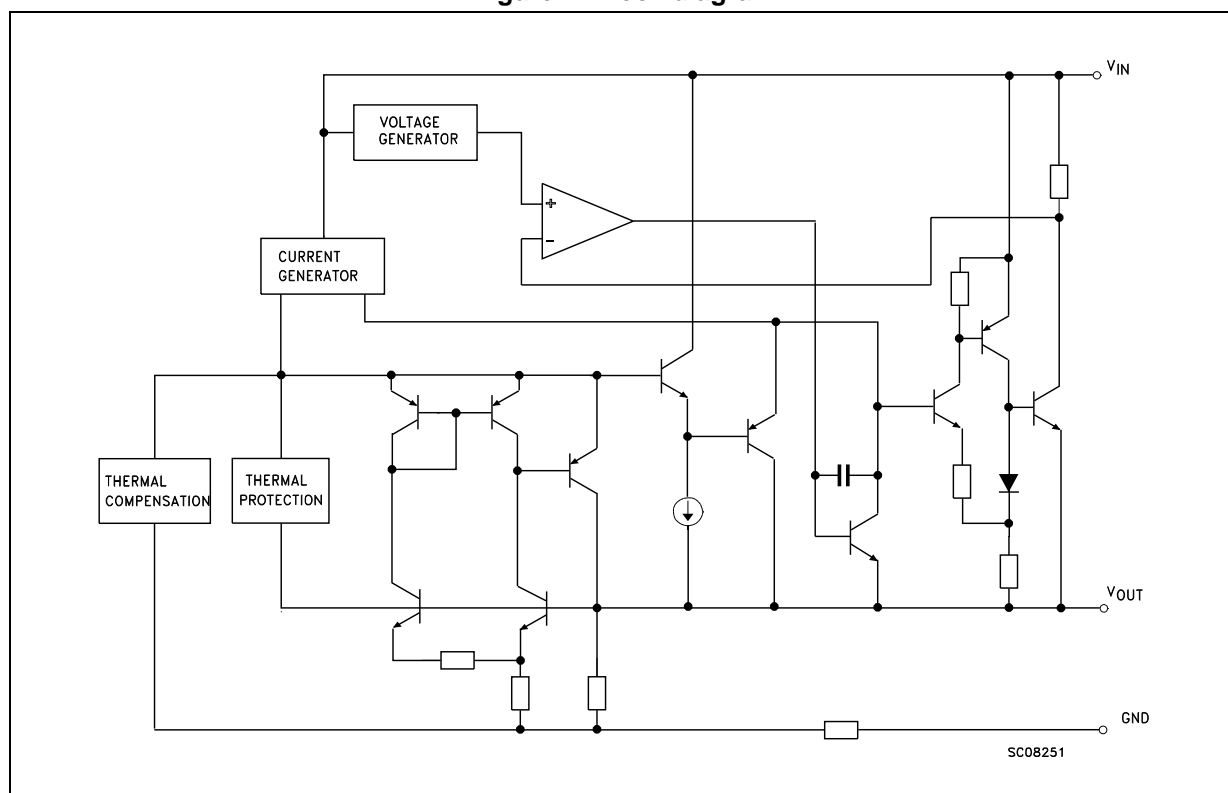 VIN
VOLTAGE
GENERATOR
+
−
CURRENT
GENERATOR
THERMAL
COMPENSATION
THERMAL
PROTECTION
VOUT
GND
SC08251